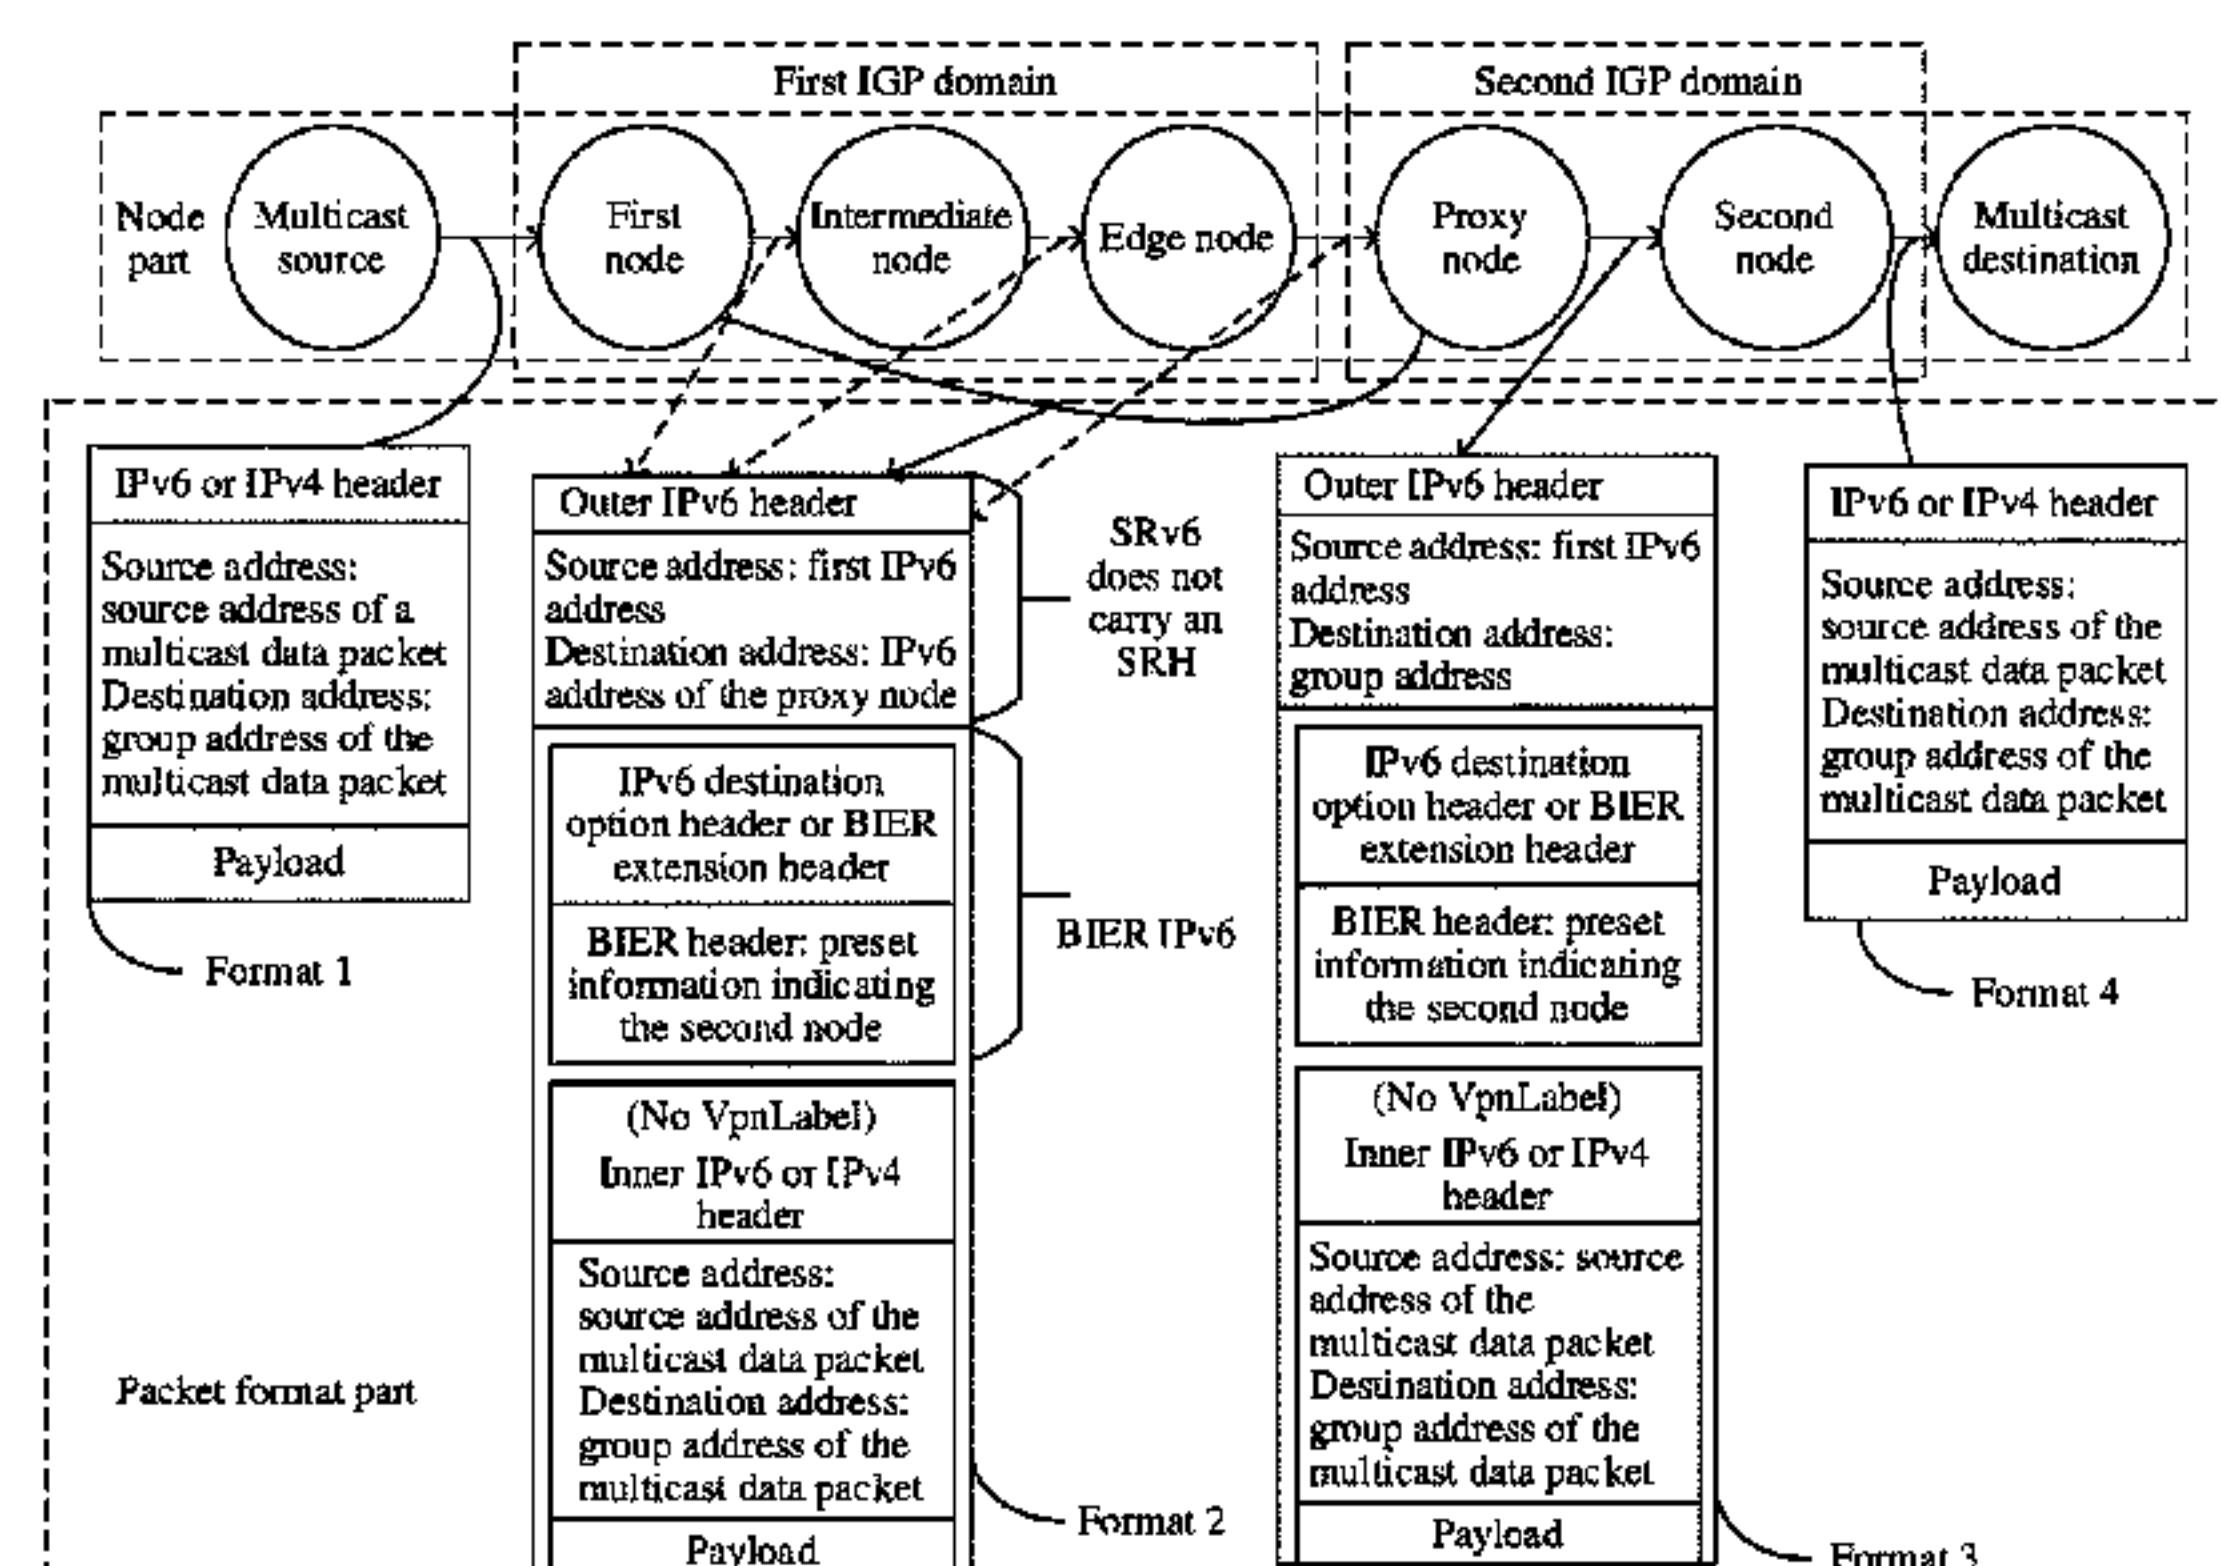 First IGP domain
Second IGP domain
Node
part
Multicast
source
First
node
Intermediate
node
Edge node
Proxy
node
Second
node
Multicast
destination
IPv6 or IPv4 header
Source address:
source address of a
multicast data packet
Destination address:
group address of the
multicast data packet
Payload
Format 1
Outer IPv6 header
Source address: first IPv6
address
Destination address: IPv6
address of the proxy node
SRv6
does not
carry an
SRH
IPv6 destination
option header or BIER
extension header
BIER header: preset
information indicating
the second node
BIER IPv6
(No VpnLabel)
Inner IPv6 or IPv4
header
Source address:
source address of the
multicast data packet
Destination address:
group address of the
multicast data packet
Payload
Format 2
Outer IPv6 header
Source address: first IPv6
address
Destination address:
group address
IPv6 destination
option header or BIER
extension header
BIER header: preset
information indicating
the second node
(No VpnLabel)
Inner IPv6 or IPv4
header
Source address: source
address of the
multicast data packet
Destination address:
group address of the
multicast data packet
Payload
Format 3
IPv6 or IPv4 header
Source address:
source address of the
multicast data packet
Destination address:
group address of the
multicast data packet
Payload
Format 4
Packet format part